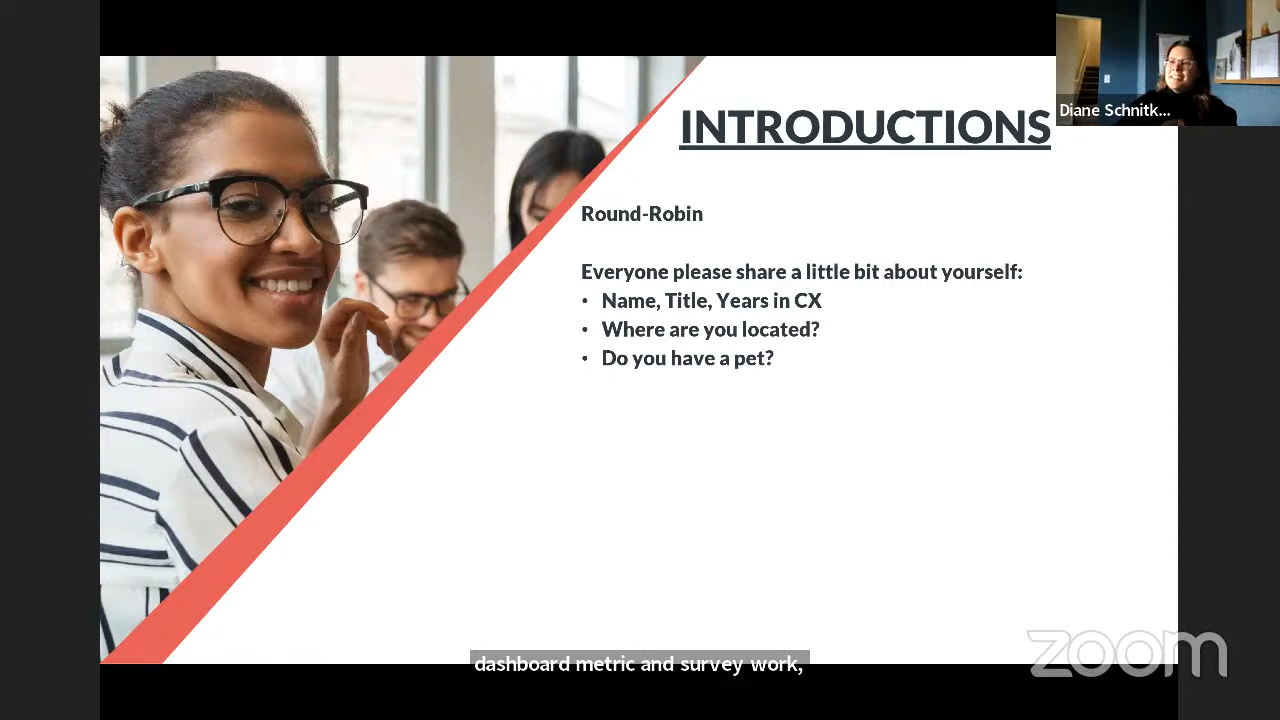 INTRODUCTIONS
Diane Schnitk...
Round-Robin
Everyone please share a little bit about yourself:
• Name, Title, Years in CX
• Where are you located?
• Do you have a pet?
dashboard metric and survey work,
zoom